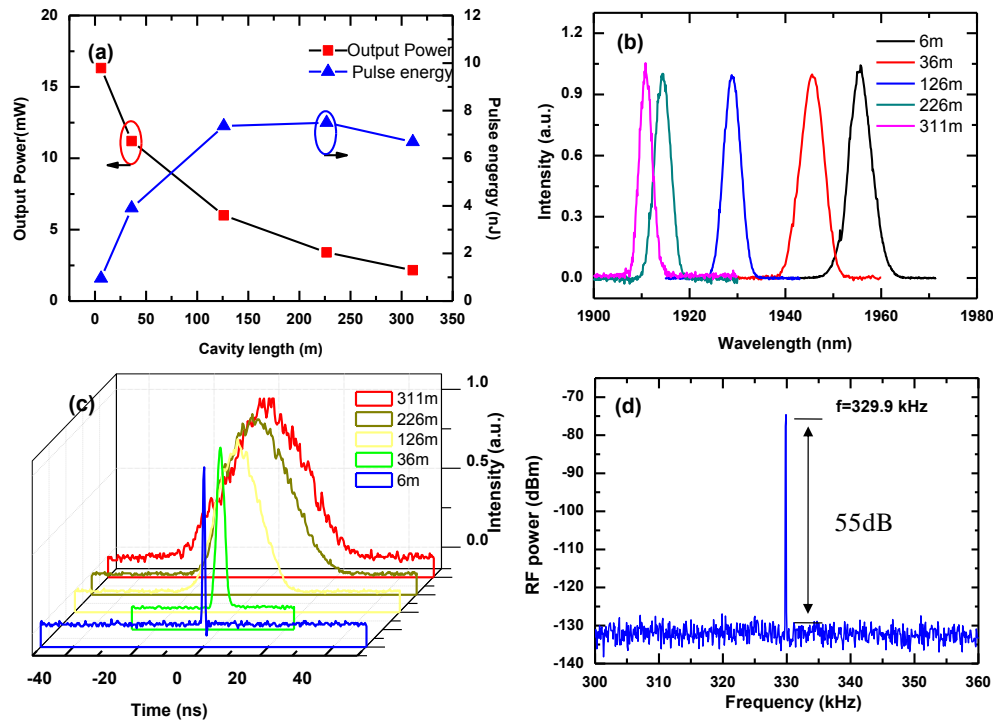 (a)
Output Power
Pulse energy
20
15
10
5
0
12
10
8
6
4
2
0
Output Power(mW)
Pulse engergy (nJ)
0 50 100 150 200 250 300 350
Cavity length (m)
(b)
6m
36m
126m
226m
311m
1.2
0.9
0.6
0.3
0.0
Intensity (a.u.)
1900 1920 1940 1960 1980
Wavelength (nm)
(c)
311m
226m
126m
36m
6m
1.0
0.5
0.0
Intensity (a.u.)
-40 -20 0 20 40
Time (ns)
(d)
f=329.9 kHz
55dB
-70
-80
-90
-100
-110
-120
-130
-140
RF power (dBm)
300 310 320 330 340 350 360
Frequency (kHz)